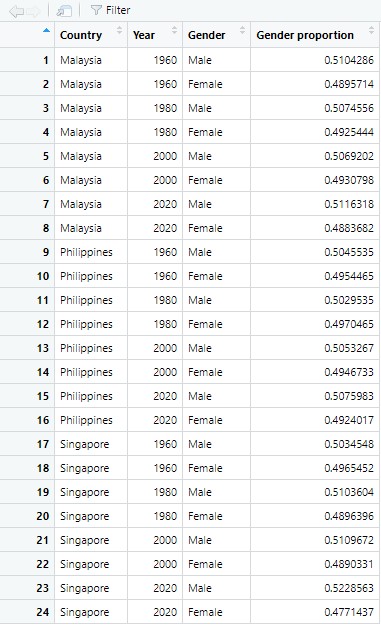 Filter
Country Year Gender Gender proportion
1 Malaysia 1960 Male 0.5104286
2 Malaysia 1960 Female 0.4895714
3 Malaysia 1980 Male 0.5074556
4 Malaysia 1980 Female 0.4925444
5 Malaysia 2000 Male 0.5069202
6 Malaysia 2000 Female 0.4930798
7 Malaysia 2020 Male 0.5116318
8 Malaysia 2020 Female 0.4883682
9 Philippines 1960 Male 0.5045535
10 Philippines 1960 Female 0.4954465
11 Philippines 1980 Male 0.5029535
12 Philippines 1980 Female 0.4970465
13 Philippines 2000 Male 0.5053267
14 Philippines 2000 Female 0.4946733
15 Philippines 2020 Male 0.5075983
16 Philippines 2020 Female 0.4924017
17 Singapore 1960 Male 0.5034548
18 Singapore 1960 Female 0.4965452
19 Singapore 1980 Male 0.5103604
20 Singapore 1980 Female 0.4896396
21 Singapore 2000 Male 0.5109672
22 Singapore 2000 Female 0.4890331
23 Singapore 2020 Male 0.5228563
24 Singapore 2020 Female 0.4771437